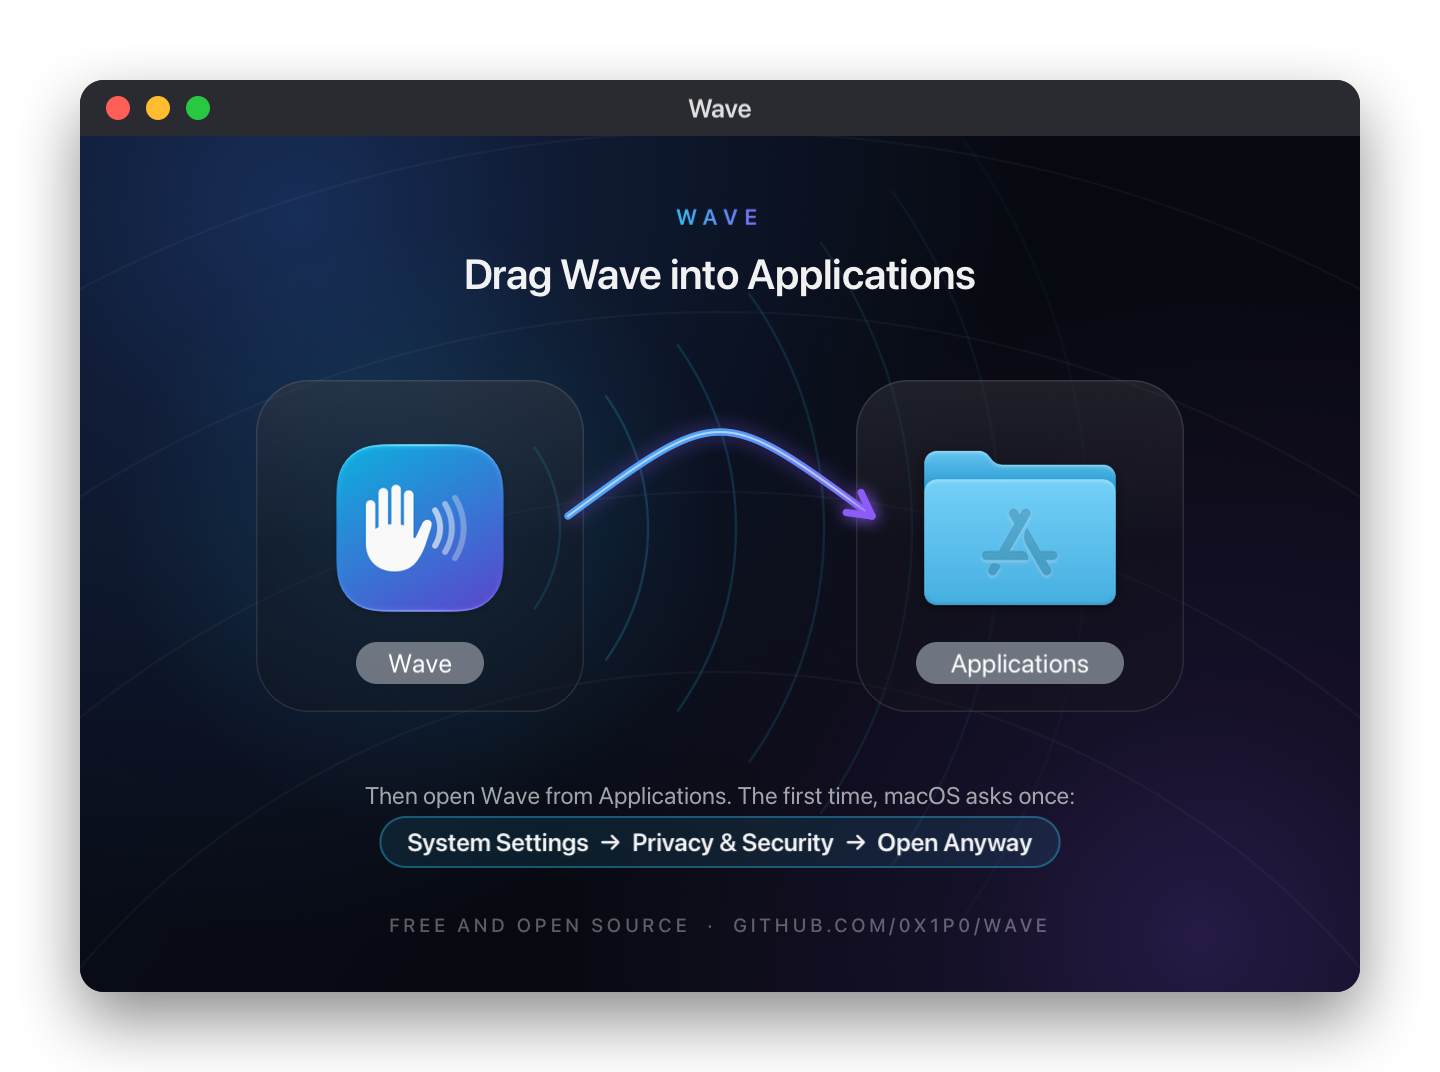 Wave
WAVE
Drag Wave into Applications
Wave
Applications
Then open Wave from Applications. The first time, macOS asks once:
System Settings → Privacy & Security → Open Anyway
FREE AND OPEN SOURCE · GITHUB.COM/0X1P0/WAVE